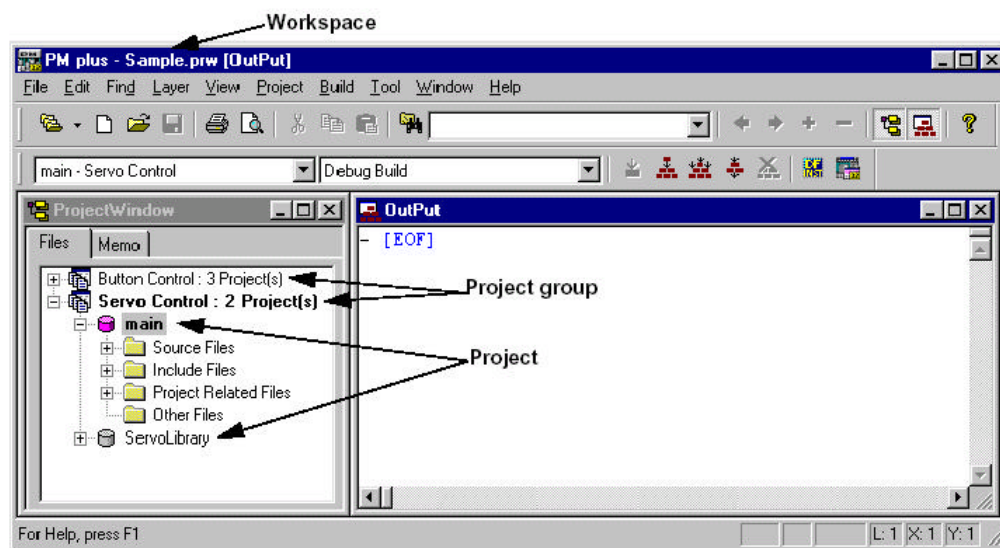 Workspace
PM plus - Sample.prw [OutPut]
File Edit Find Layer View Project Build Tool Window Help
main - Servo Control Debug Build
ProjectWindow
OutPut
Files Memo
[EOF]
Button Control : 3 Project(s)
Project group
Servo Control : 2 Project(s)
main
Source Files
Project
Include Files
Project Related Files
Other Files
ServoLibrary
For Help, press F1 L: 1 X: 1 Y: 1